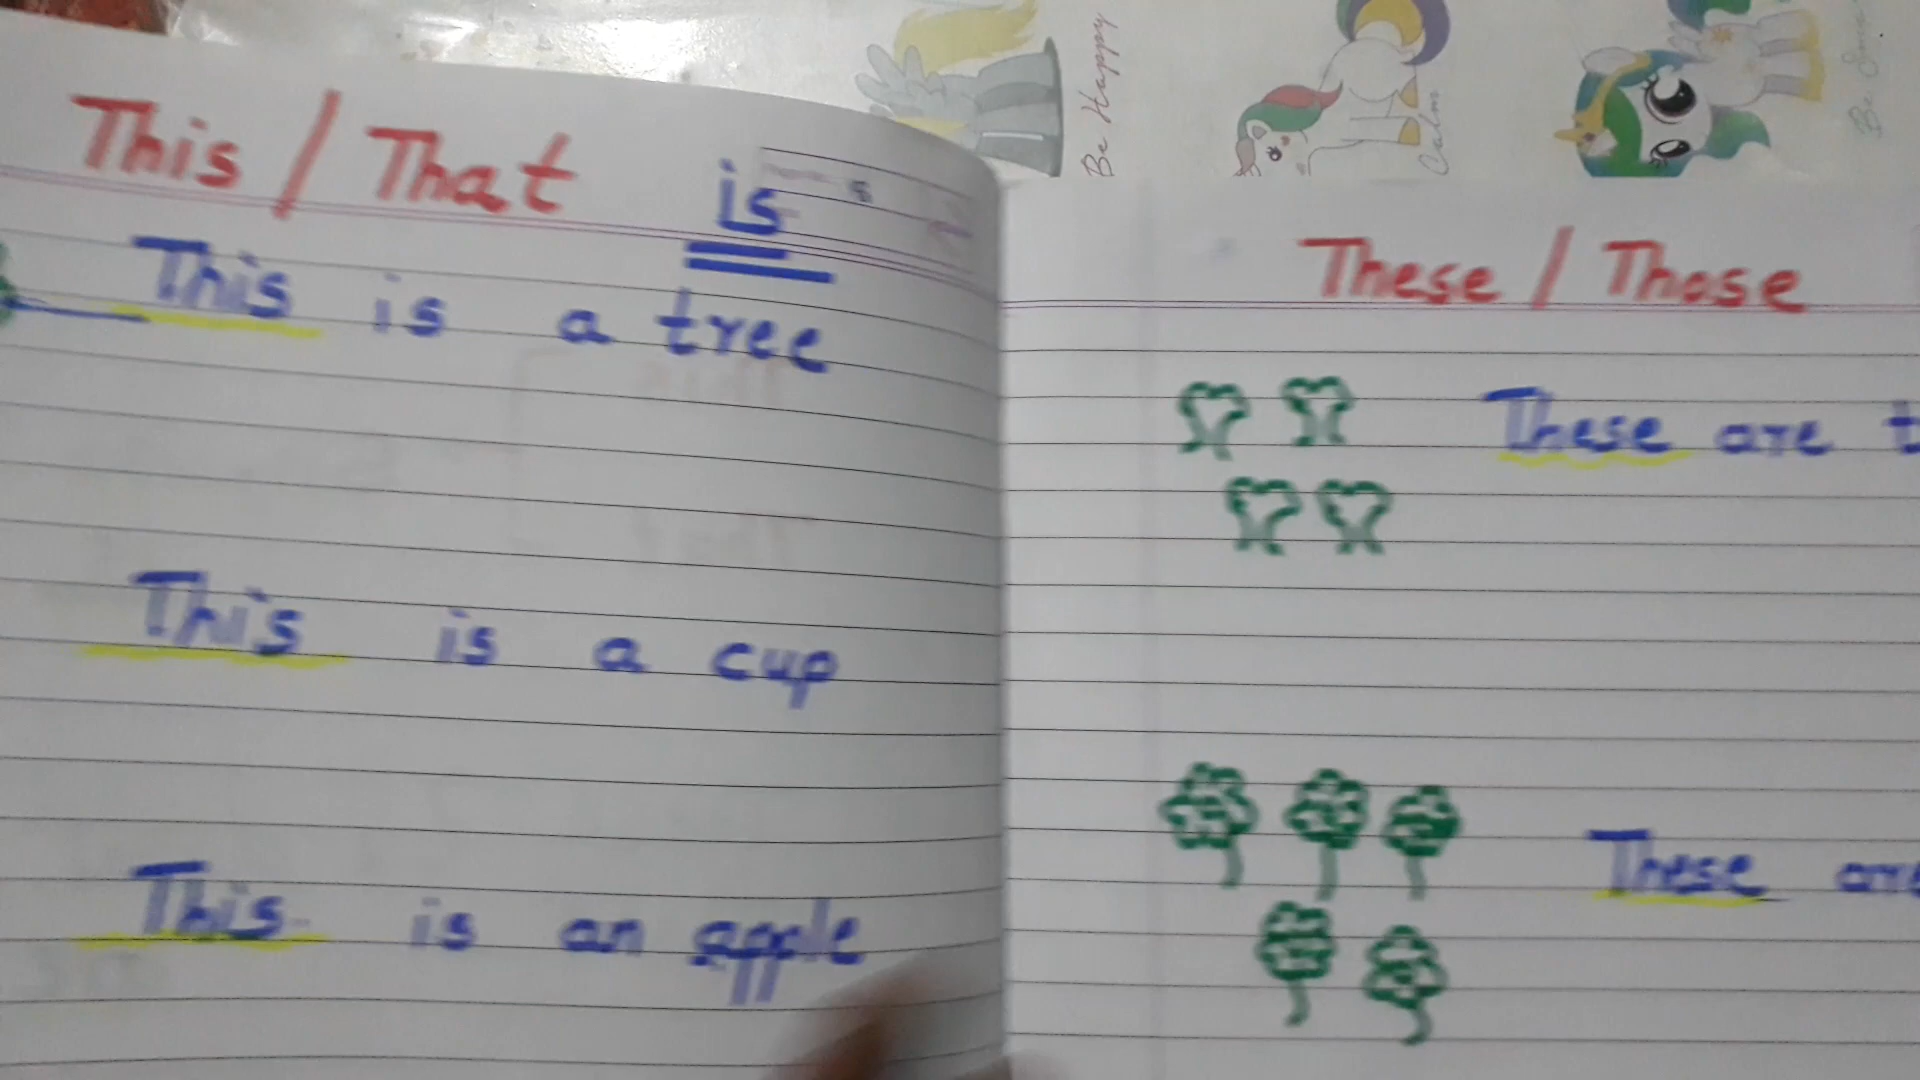 Be Happy
Calm
This / That is
This is a tree
This is a cup
This is an apple
These / Those
These are t
These are